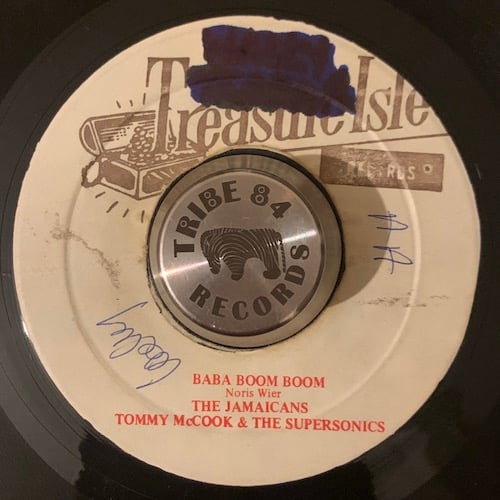 Treasure Isle
RECORDS
TRIBE 84
RECORDS
BABA BOOM BOOM
Noris Wier
THE JAMAICANS
TOMMY McCOOK & THE SUPERSONICS